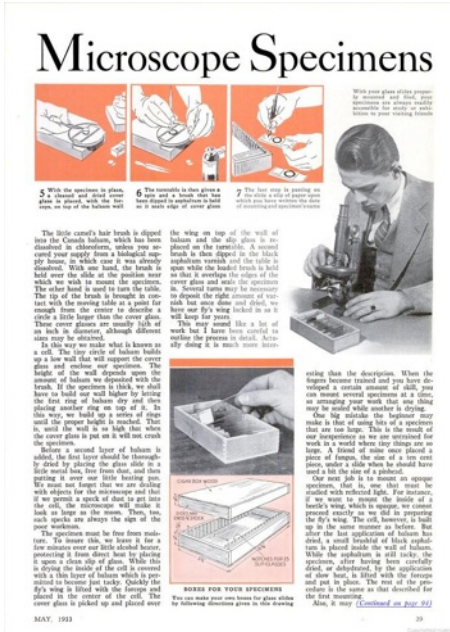 Microscope Specimens
With your glass slides proper-
ly mounted and filed, your
specimens are always readily
accessible for study or exhi-
bition to your visiting friends
5 With the specimen in place,
a cleaned and dried cover
glass is placed, with the for-
ceps, on top of the balsam wall
6 The turntable is then given a
spin and a brush that has
been dipped in asphaltum is held
so it seals edge of cover glass
7 The last step is pasting on
the slide a slip of paper upon
which you have written the date
of mounting and specimen's name
The little camel's hair brush is dipped
into the Canada balsam, which has been
dissolved in chloroform, unless you se-
cured your supply from a biological sup-
ply house, in which case it was already
dissolved. With one hand, the brush is
held over the slide at the position near
which we wish to mount the specimen.
The other hand is used to turn the table.
The tip of the brush is brought in con-
tact with the moving table at a point far
enough from the center to describe a
circle a little larger than the cover glass.
These cover glasses are usually ⅝th of
an inch in diameter, although different
sizes may be obtained.
In this way we make what is known as
a cell. The tiny circle of balsam builds
up a low wall that will support the cover
glass and enclose our specimen. The
height of the wall depends upon the
amount of balsam we deposited with the
brush. If the specimen is thick, we shall
have to build our wall higher by letting
the first ring of balsam dry and then
placing another ring on top of it. In
this way, we build up a series of rings
until the proper height is reached. That
is, until the wall is so high that when
the cover glass is put on it will not crush
the specimen.
Before a second layer of balsam is
added, the first layer should be thorough-
ly dried by placing the glass slide in a
little metal box, free from dust, and then
putting it over our little heating pan.
We must not forget that we are dealing
with objects for the microscope and that
if we permit a speck of dust to get into
the cell, the microscope will make it
look as large as the moon. Then, too,
such specks are always the sign of the
poor workman.
The specimen must be free from mois-
ture. To insure this, we leave it for a
few minutes over our little alcohol heater,
protecting it from direct heat by placing
it upon a clean slip of glass. While this
is drying the inside of the cell is covered
with a thin layer of balsam which is per-
mitted to become just tacky. Quickly the
fly's wing is lifted with the forceps and
placed in the center of the cell. The
cover glass is picked up and placed over
the wing on top of the wall of
balsam and the slip glass is re-
placed on the turntable. A second
brush is then dipped in the black
asphaltum varnish and the table is
spun while the loaded brush is held
so that it overlaps the edges of the
cover glass and seals the specimen
in. Several turns may be necessary
to deposit the right amount of var-
nish but once done and dried, we
have our fly's wing locked in so it
will keep for years.
This may sound like a lot of
work but I have been careful to
outline the process in detail. Actu-
ally doing it is much more inter-
CIGAR BOX WOOD
NOTCHES FOR 25
SLIP GLASSES
BOXES FOR YOUR SPECIMENS
You can make your own boxes for glass slides
by following directions given in this drawing
esting than the description. When the
fingers become trained and you have de-
veloped a certain amount of skill, you
can mount several specimens at a time,
so arranging your work that one thing
may be sealed while another is drying.
One big mistake the beginner may
make is that of using bits of a specimen
that are too large. This is the result of
our inexperience as we are untrained for
work in a world where tiny things are so
large. A friend of mine once placed a
piece of fungus, the size of a ten cent
piece, under a slide when he should have
used a bit the size of a pinhead.
Our next job is to mount an opaque
specimen, that is, one that must be
studied with reflected light. For instance,
if we want to mount the inside of a
beetle's wing, which is opaque, we cannot
proceed exactly as we did in preparing
the fly's wing. The cell, however, is built
up in the same manner as before. But
after the last application of balsam has
dried, a small brushful of black asphal-
tum is placed inside the wall of balsam.
While the asphaltum is still tacky, the
specimen, after having been carefully
dried, or dehydrated, by the application
of slow heat, is lifted with the forceps
and put in place. The rest of the pro-
cedure is the same as that described for
the first mounting.
Also, it may (Continued on page 94)
MAY, 1933
39